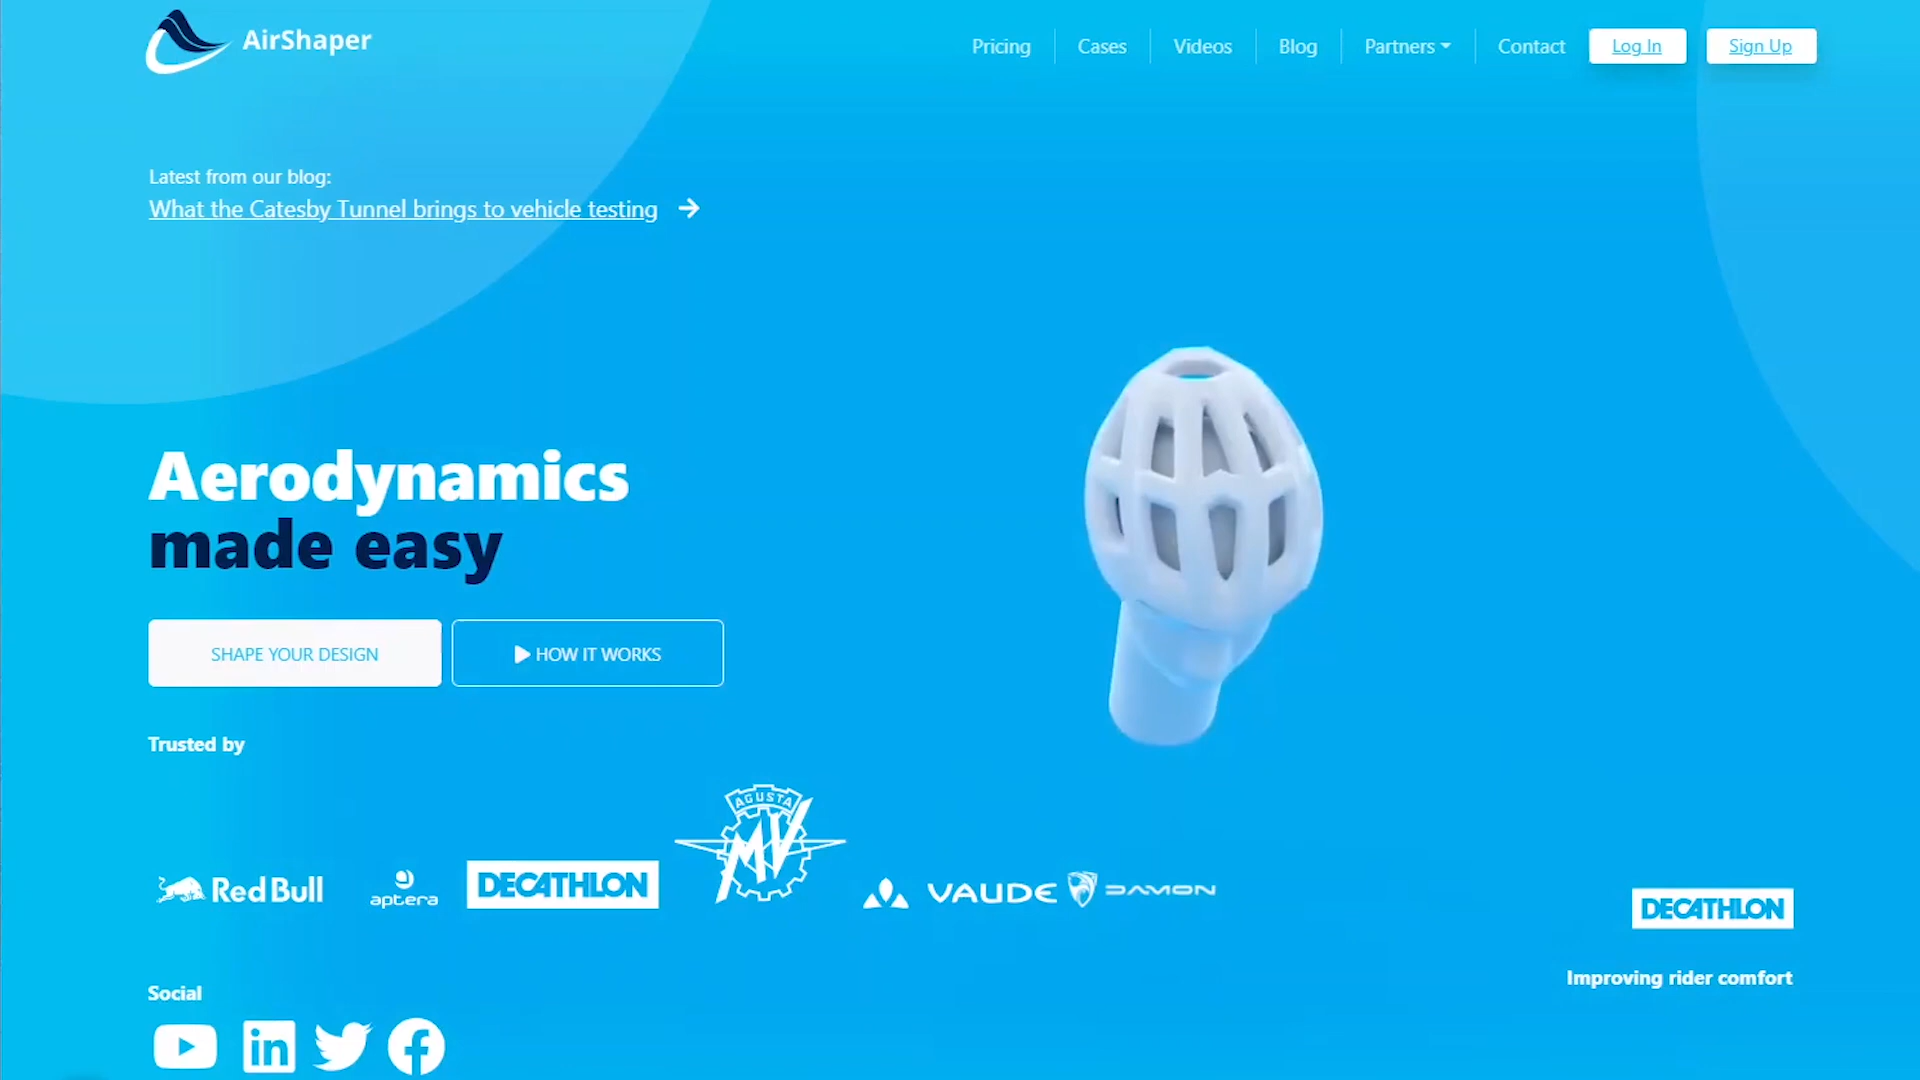 AirShaper
Pricing
Cases
Videos
Blog
Partners
Contact
Log In
Sign Up
Latest from our blog:
What the Catesby Tunnel brings to vehicle testing
Aerodynamics
made easy
SHAPE YOUR DESIGN
HOW IT WORKS
Trusted by
Red Bull
aptera
DECATHLON
AGUSTA
MV
VAUDE
DAMON
DECATHLON
Improving rider comfort
Social
in